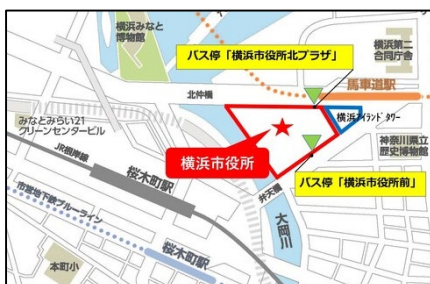 横浜みなと
博物館
バス停「横浜市役所北プラザ」
横浜第二
合同庁舎
馬車道駅
北仲橋
みなとみらい21
クリーンセンタービル
横浜アイランドタワー
神奈川県立
歴史博物館
横浜市役所
JR根岸線
桜木町駅
弁天橋
バス停「横浜市役所前」
大岡川
市営地下鉄ブルーライン
桜木町駅
本町小